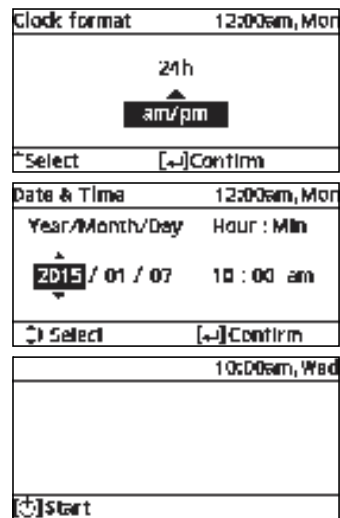 Clock format 12:00am, Mon
24h
am/pm
Select [↵]Confirm
Date & Time 12:00am, Mon
Year/Month/Day Hour : Min
2015 / 01 / 07 10 : 00 am
Select [↵]Confirm
10:00am, Wed
[⏻]Start